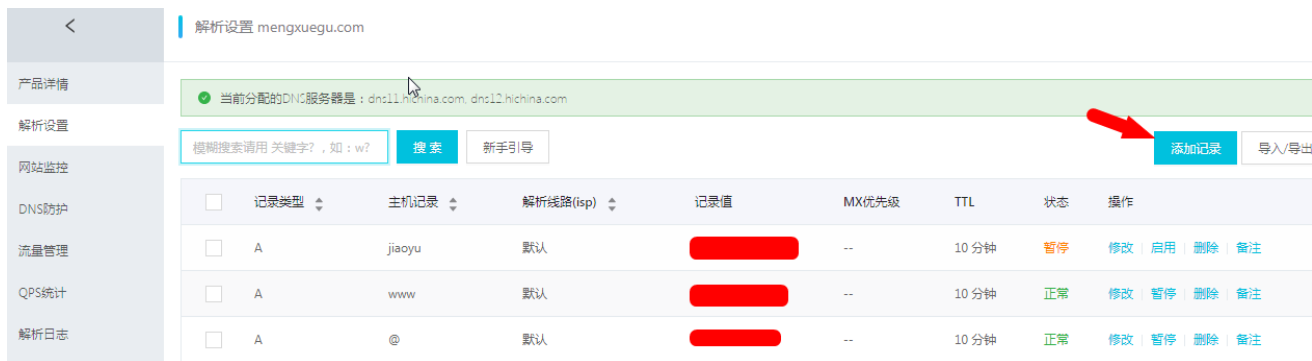 解析设置 mengxuegu.com
产品详情
解析设置
网站监控
DNS防护
流量管理
QPS统计
解析日志
当前分配的DNS服务器是：dns11.hichina.com, dns12.hichina.com
模糊搜索请用 关键字? , 如 : w? 搜 索 新手引导 添加记录 导入/导出
记录类型 主机记录 解析线路(isp) 记录值 MX优先级 TTL 状态 操作
A jiaoyu 默认 -- 10 分钟 暂停 修改 启用 删除 备注
A www 默认 -- 10 分钟 正常 修改 暂停 删除 备注
A @ 默认 -- 10 分钟 正常 修改 暂停 删除 备注